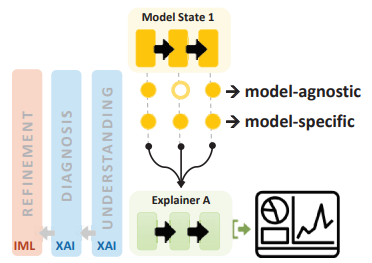 Model State 1
model-agnostic
model-specific
REFINEMENT
DIAGNOSIS
UNDERSTANDING
Explainer A
IML
XAI
XAI